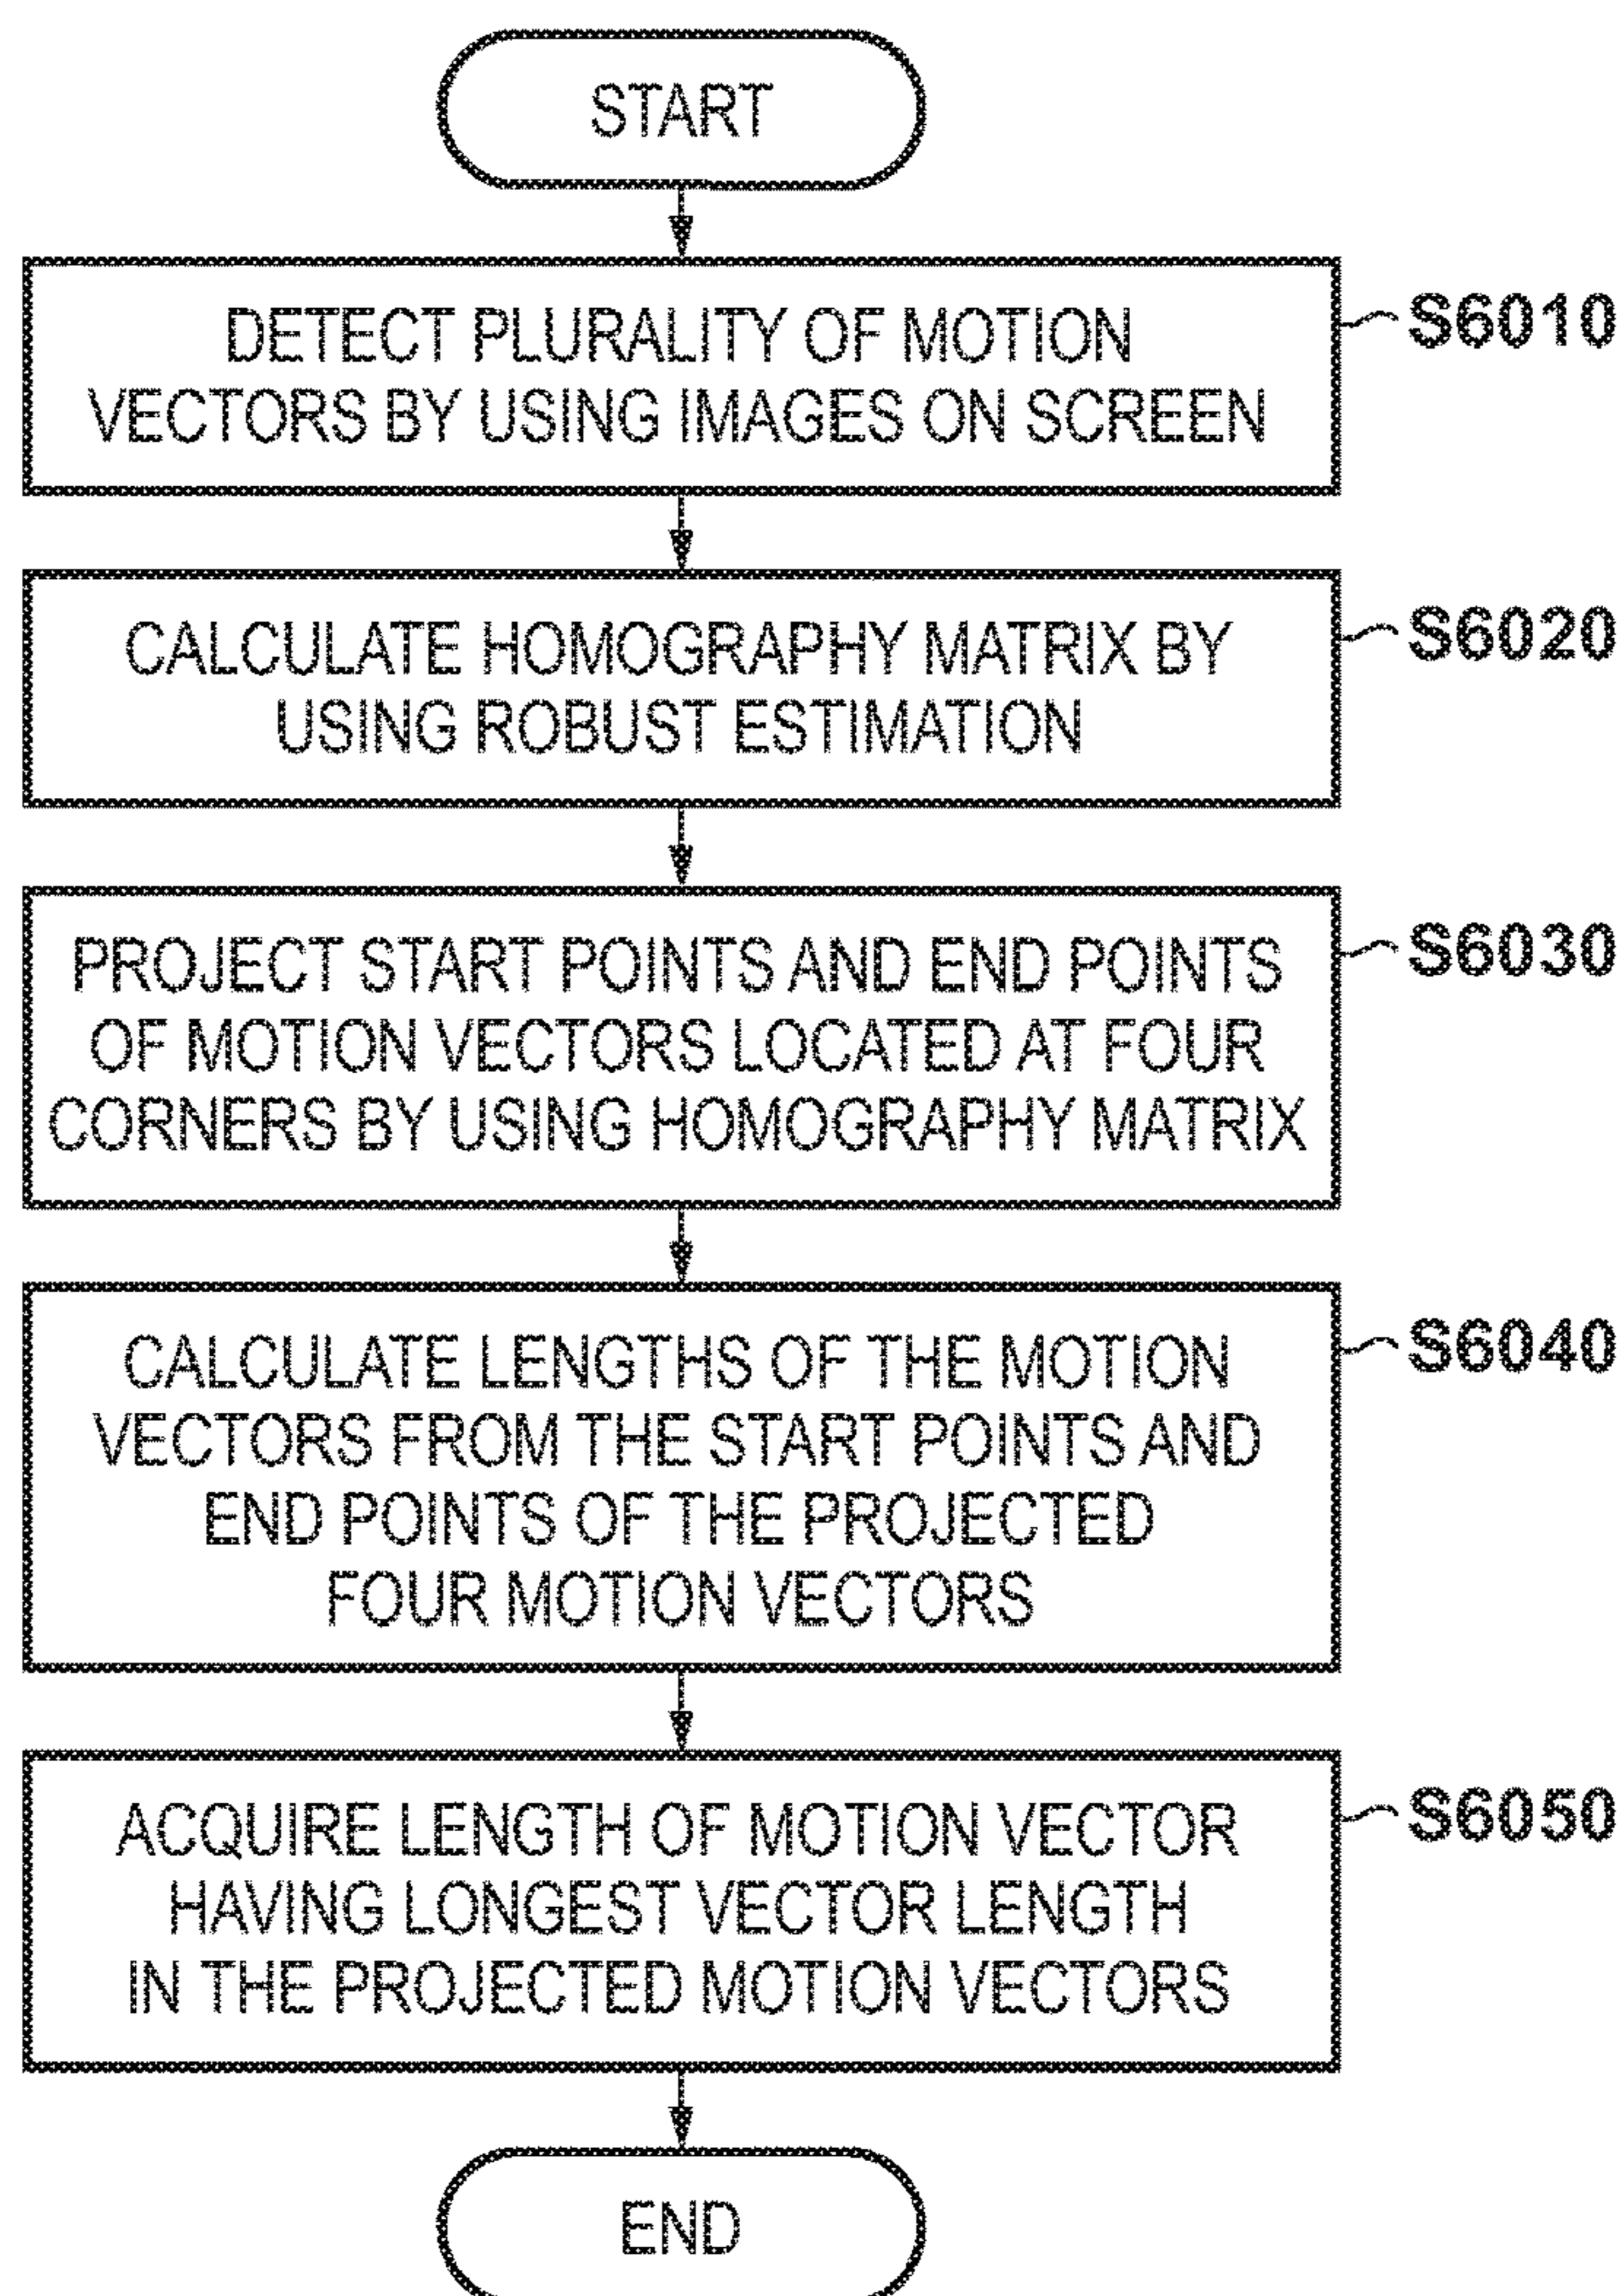 START
DETECT PLURALITY OF MOTION
VECTORS BY USING IMAGES ON SCREEN
S6010
CALCULATE HOMOGRAPHY MATRIX BY
USING ROBUST ESTIMATION
S6020
PROJECT START POINTS AND END POINTS
OF MOTION VECTORS LOCATED AT FOUR
CORNERS BY USING HOMOGRAPHY MATRIX
S6030
CALCULATE LENGTHS OF THE MOTION
VECTORS FROM THE START POINTS AND
END POINTS OF THE PROJECTED
FOUR MOTION VECTORS
S6040
ACQUIRE LENGTH OF MOTION VECTOR
HAVING LONGEST VECTOR LENGTH
IN THE PROJECTED MOTION VECTORS
S6050
END